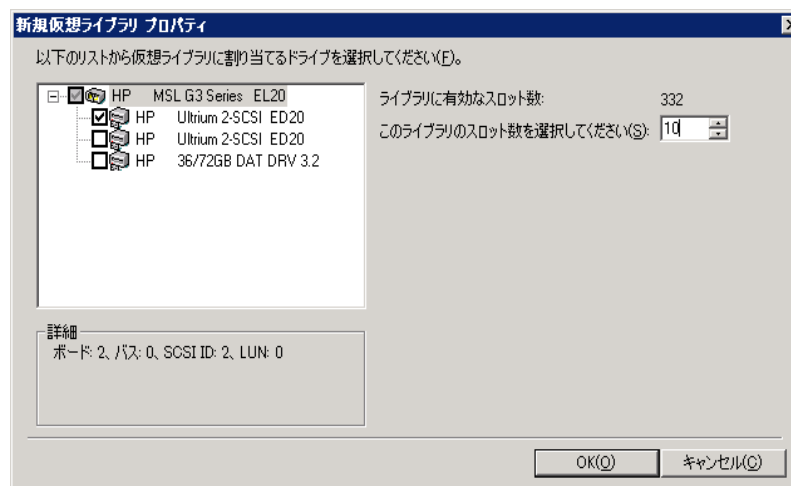 新規仮想ライブラリ プロパティ
以下のリストから仮想ライブラリに割り当てるドライブを選択してください(F)。
HP MSL G3 Series EL20
HP Ultrium 2-SCSI ED20
HP Ultrium 2-SCSI ED20
HP 36/72GB DAT DRV 3.2
ライブラリに有効なスロット数: 332
このライブラリのスロット数を選択してください(S): 10
詳細
ボード: 2、バス: 0、SCSI ID: 2、LUN: 0
OK(O) キャンセル(C)